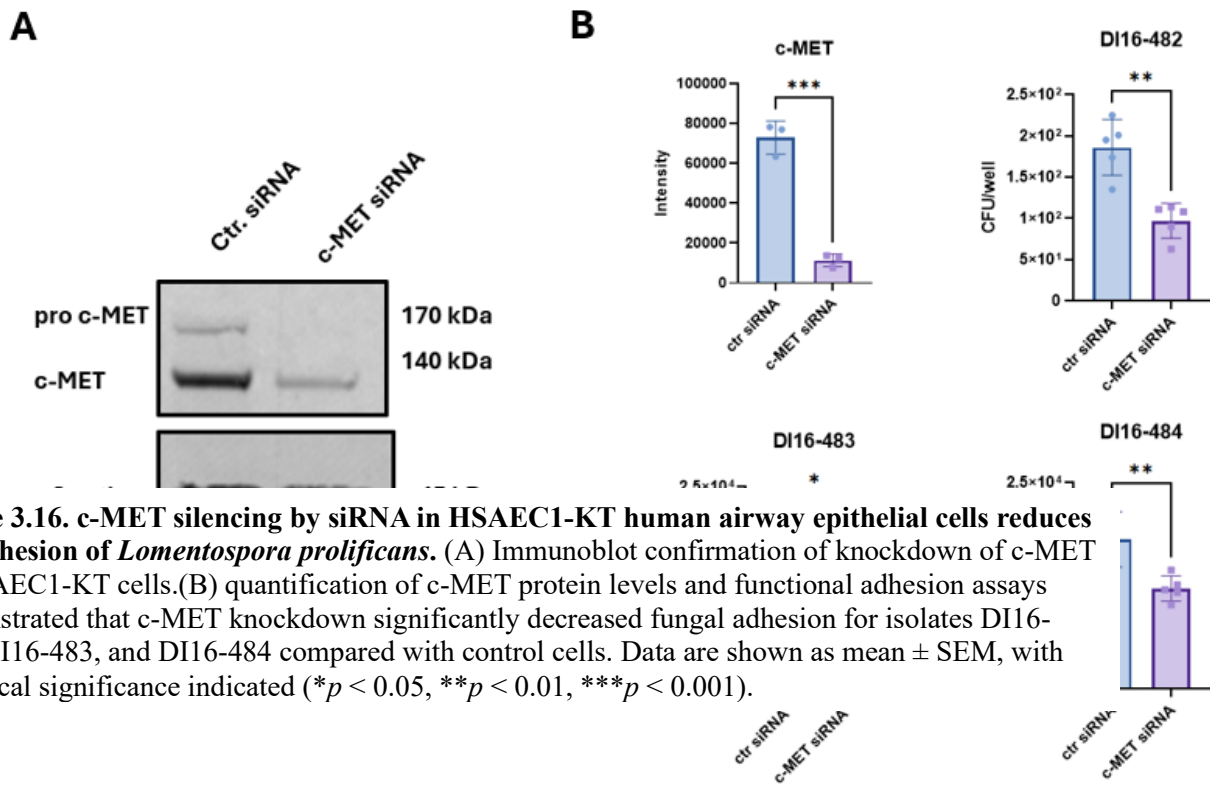 A
B
Ctr. siRNA
c-MET siRNA
pro c-MET
170 kDa
140 kDa
c-MET
c-MET
***
100000
80000
60000
40000
20000
0
Intensity
ctr siRNA
c-MET siRNA
DI16-482
**
2.5×10²
2×10²
1.5×10²
1×10²
5×10¹
0
CFU/well
ctr siRNA
c-MET siRNA
DI16-483
*
2.5×10⁴
ctr siRNA
c-MET siRNA
DI16-484
**
2.5×10⁴
ctr siRNA
c-MET siRNA
3.16. c-MET silencing by siRNA in HSAEC1-KT human airway epithelial cells reduces
hesion of Lomentospora prolificans. (A) Immunoblot confirmation of knockdown of c-MET
AEC1-KT cells.(B) quantification of c-MET protein levels and functional adhesion assays
strated that c-MET knockdown significantly decreased fungal adhesion for isolates DI16-
I16-483, and DI16-484 compared with control cells. Data are shown as mean ± SEM, with
cal significance indicated (*p < 0.05, **p < 0.01, ***p < 0.001).